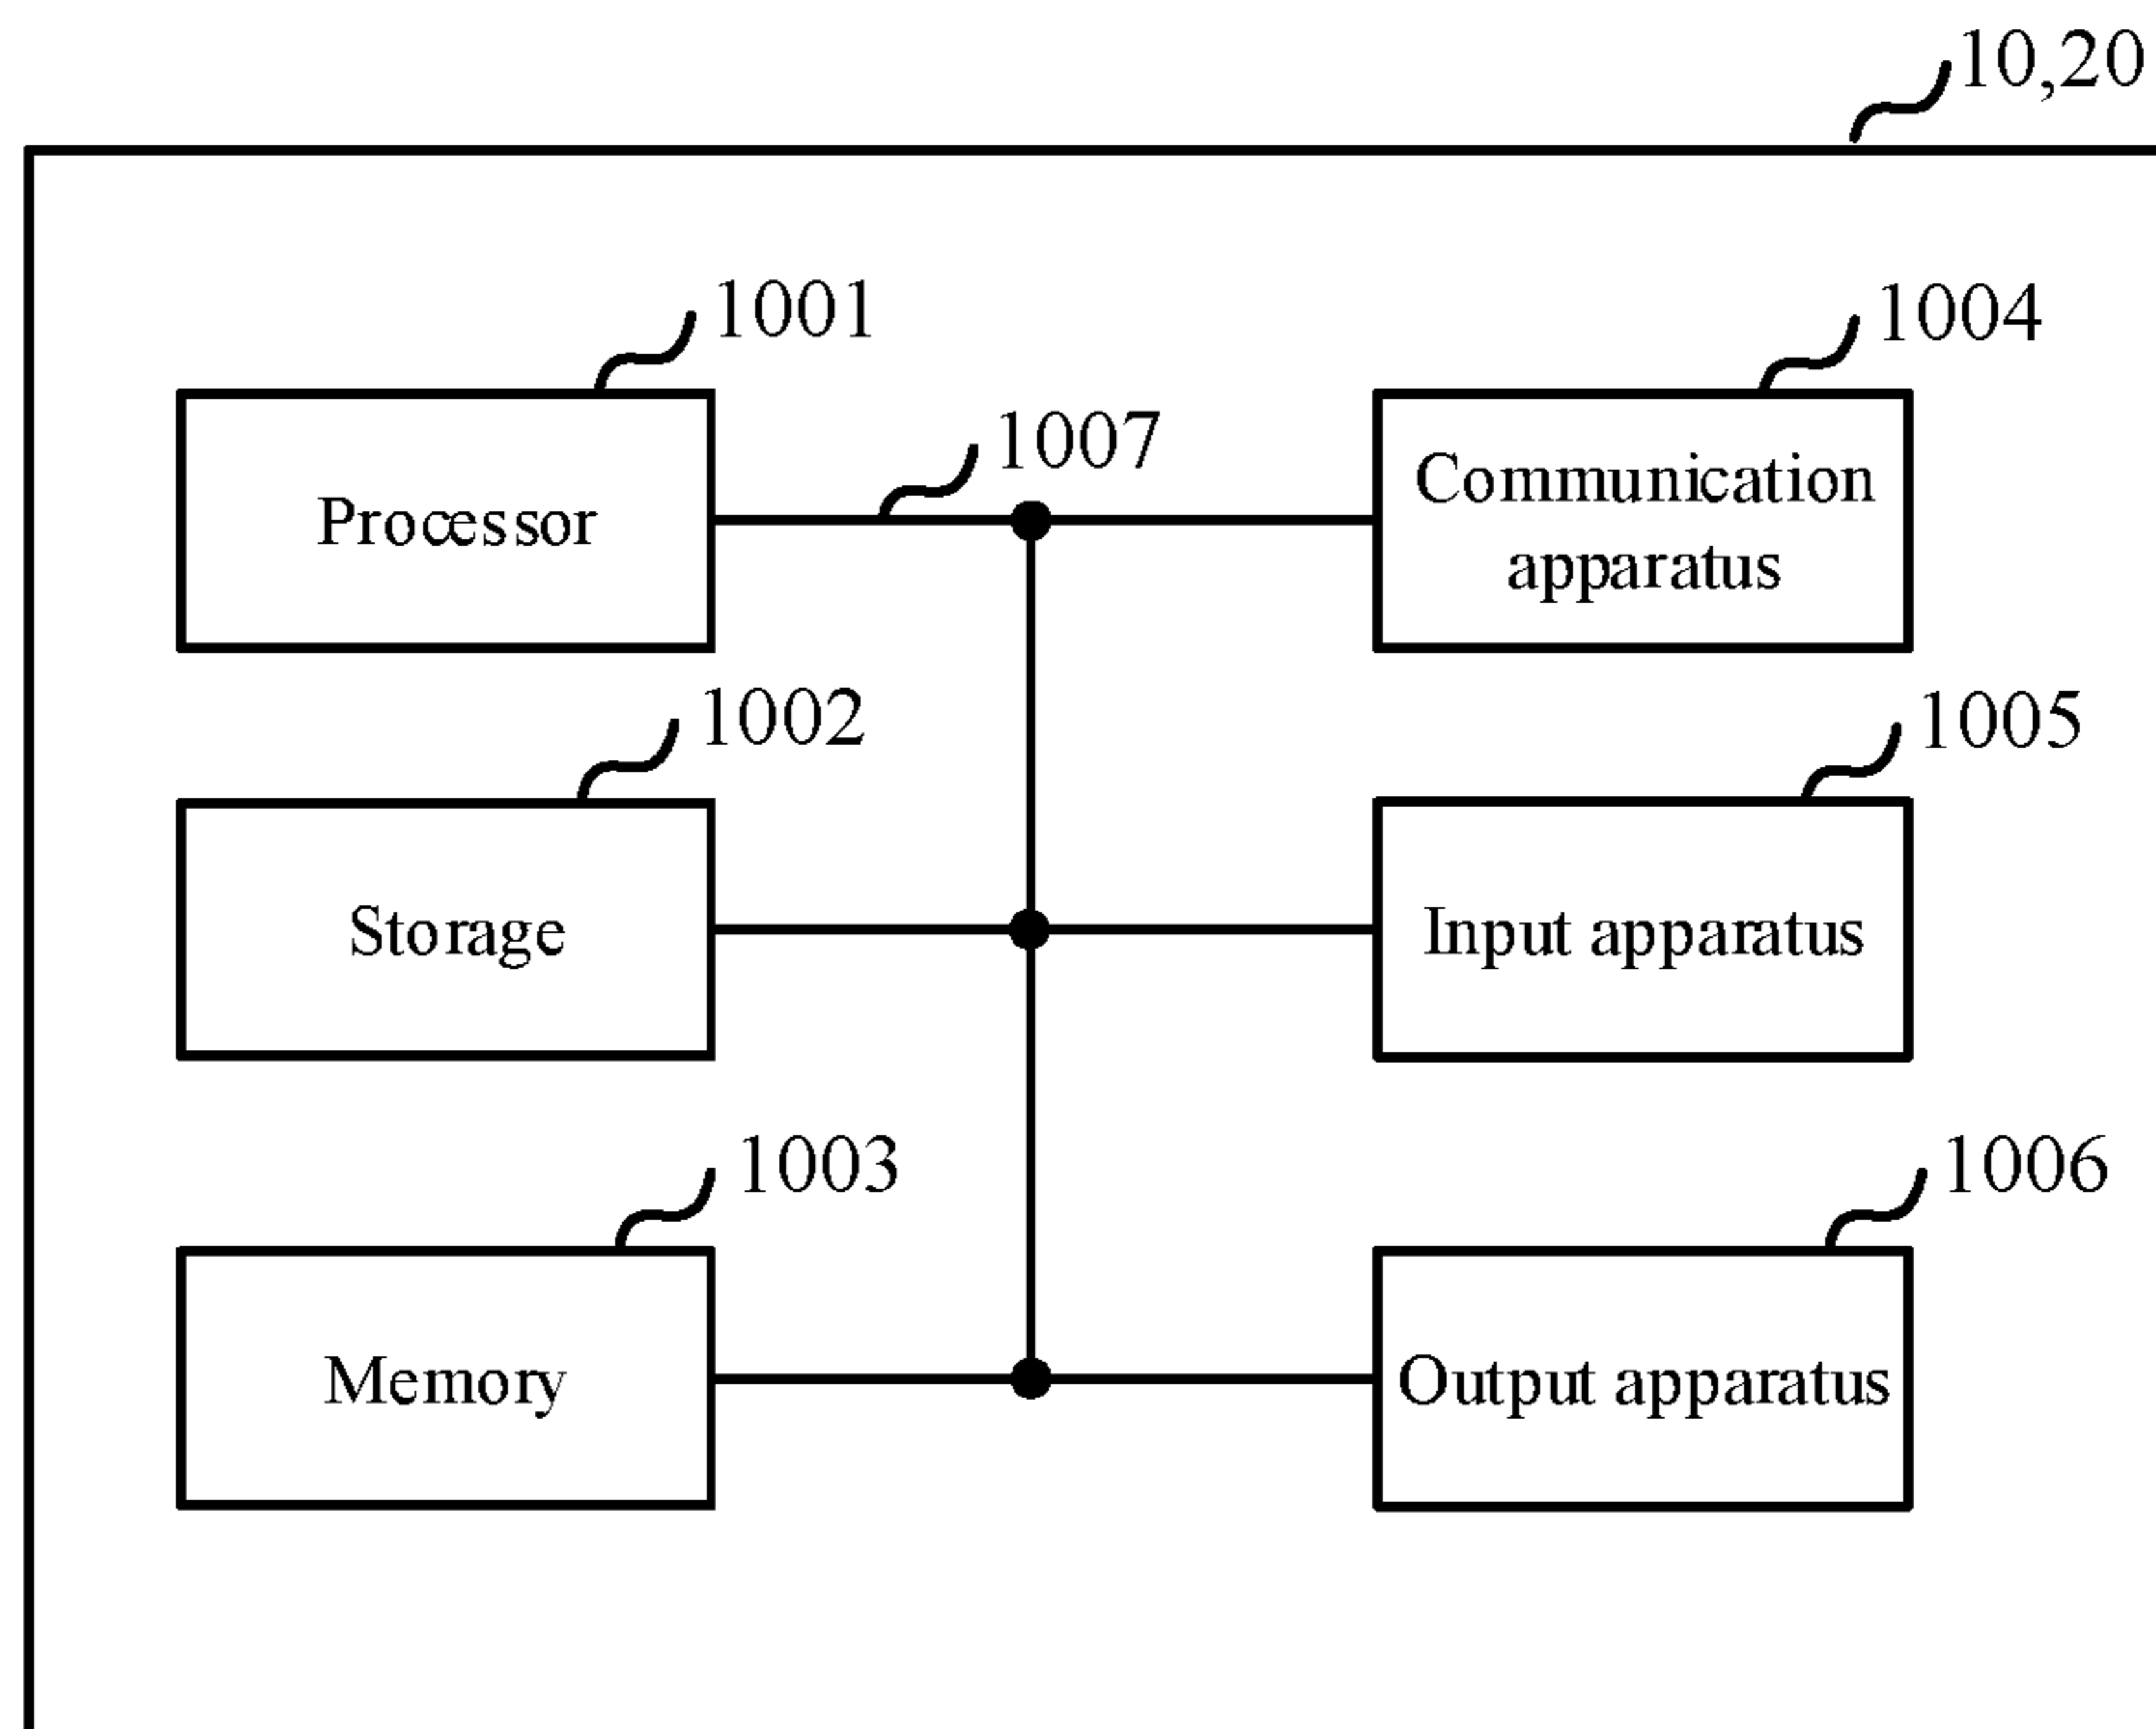 10,20
1001
1004
1007
Processor
Communication
apparatus
1002
1005
Storage
Input apparatus
1003
1006
Memory
Output apparatus